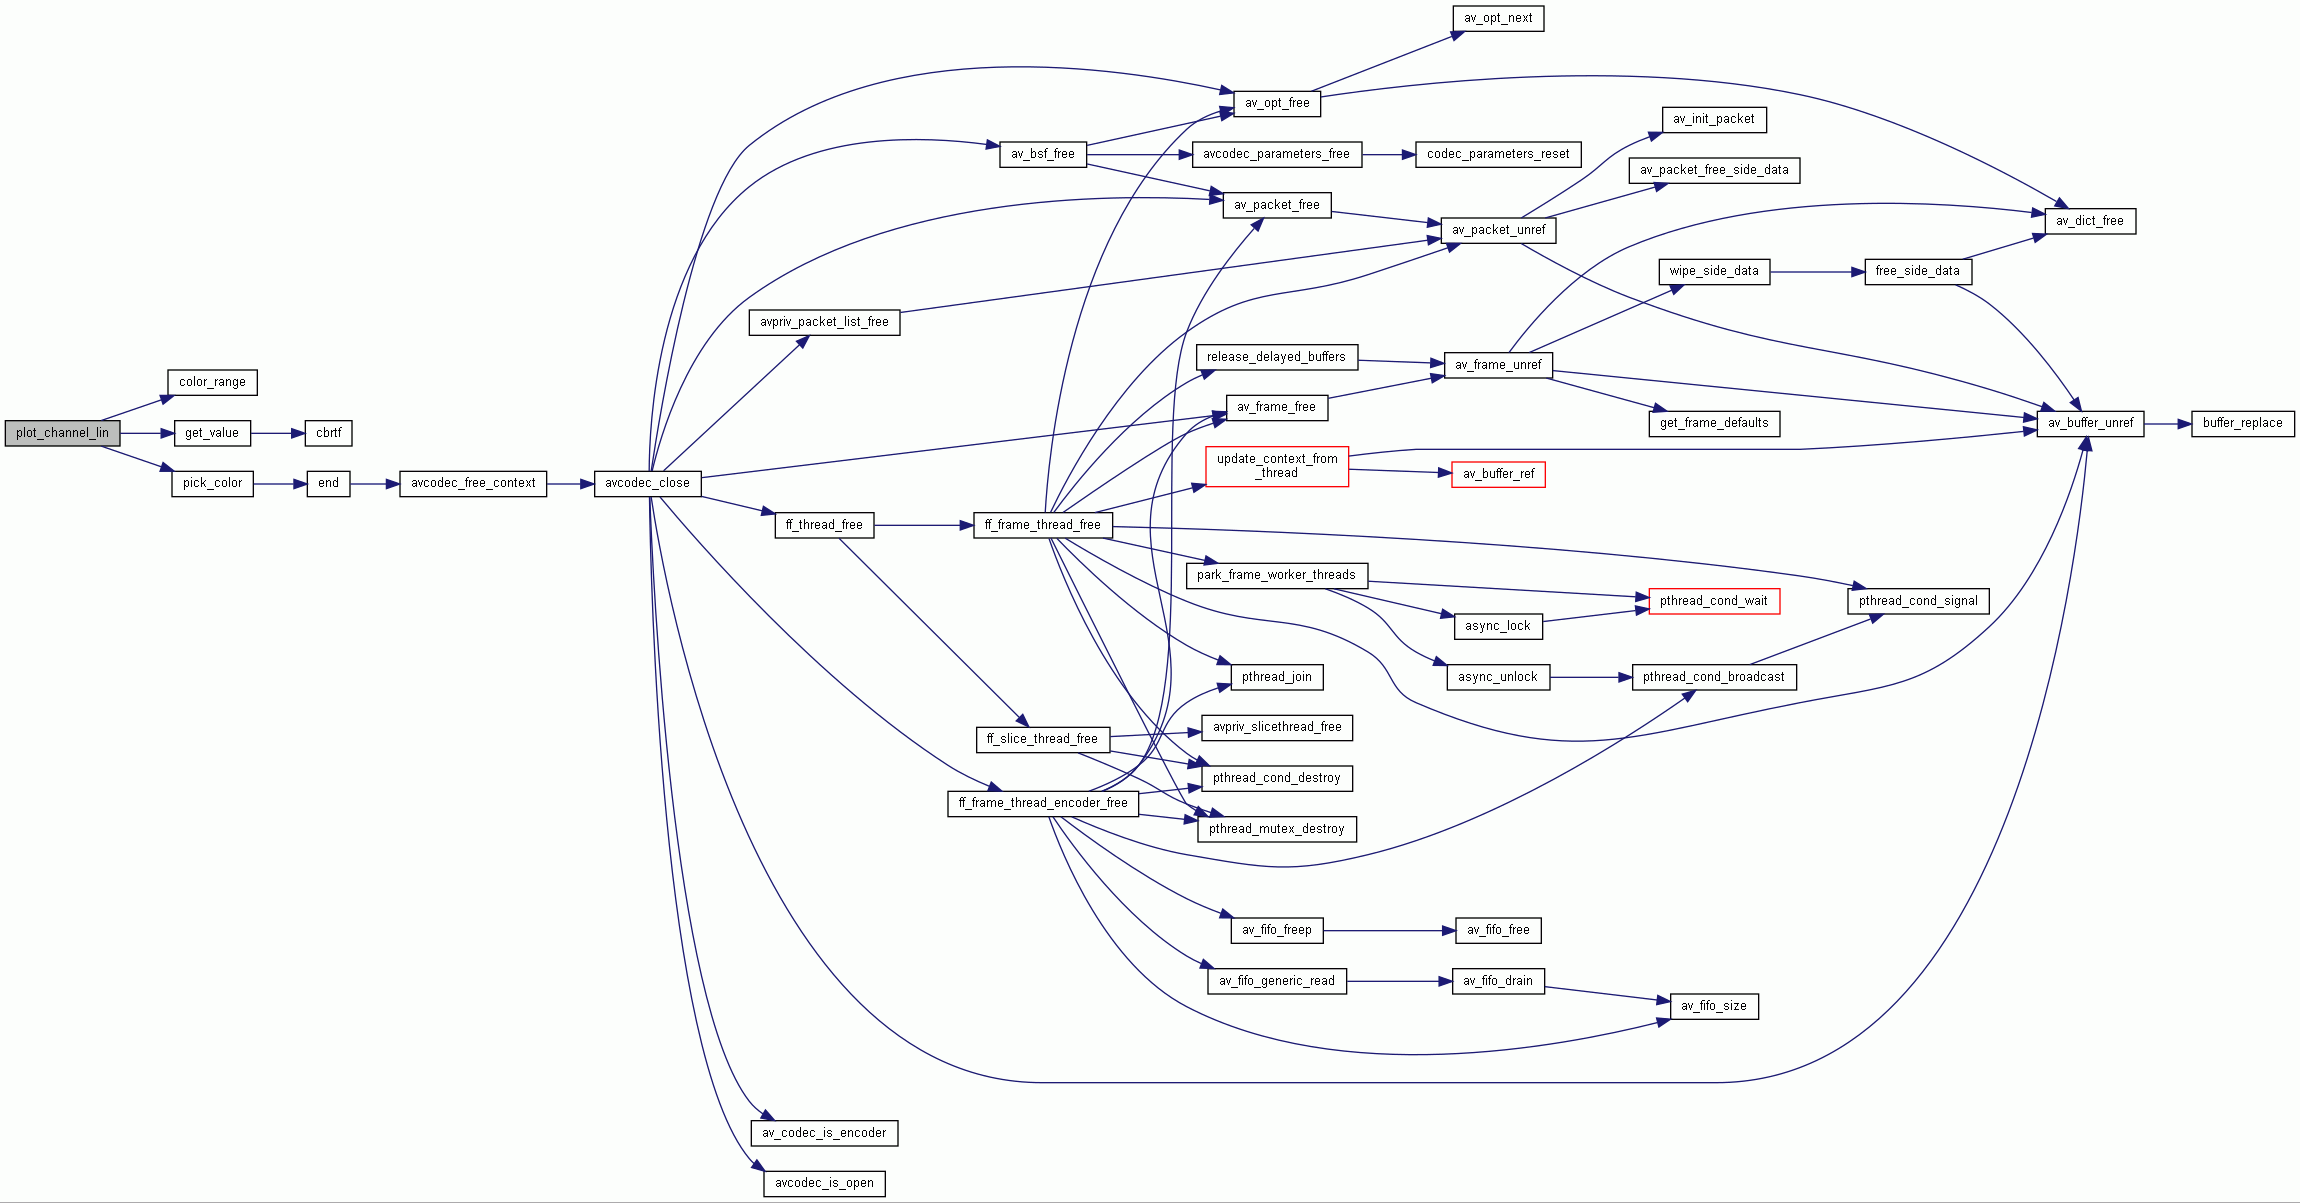 plot_channel_lin
color_range
get_value
cbrtf
pick_color
end
avcodec_free_context
avcodec_close
av_opt_next
av_opt_free
av_bsf_free
avcodec_parameters_free
codec_parameters_reset
av_packet_free
av_init_packet
av_packet_free_side_data
av_packet_unref
av_dict_free
wipe_side_data
free_side_data
avpriv_packet_list_free
release_delayed_buffers
av_frame_unref
av_frame_free
get_frame_defaults
av_buffer_unref
buffer_replace
update_context_from
_thread
av_buffer_ref
ff_thread_free
ff_frame_thread_free
park_frame_worker_threads
pthread_cond_wait
pthread_cond_signal
async_lock
async_unlock
pthread_cond_broadcast
pthread_join
ff_slice_thread_free
avpriv_slicethread_free
pthread_cond_destroy
ff_frame_thread_encoder_free
pthread_mutex_destroy
av_fifo_freep
av_fifo_free
av_fifo_generic_read
av_fifo_drain
av_fifo_size
av_codec_is_encoder
avcodec_is_open